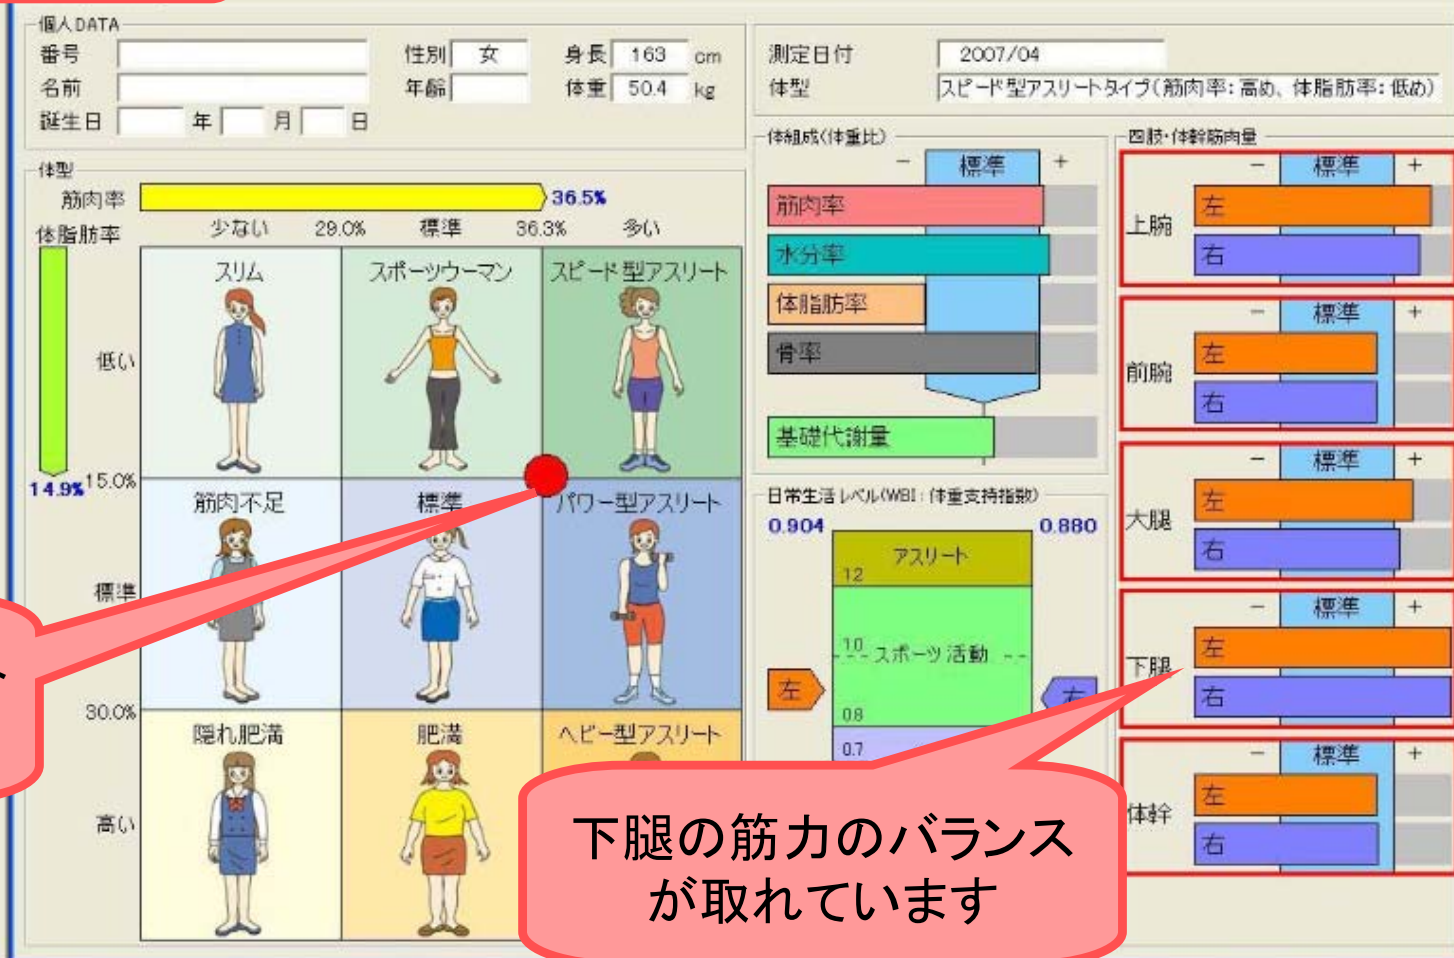 個人DATA
番号 性別 女 身長 163 cm
名前 年齢 体重 50.4 kg
誕生日 年 月 日
測定日付 2007/04
体型 スピード型アスリートタイプ(筋肉率:高め、体脂肪率:低め)
体型
筋肉率 36.5%
体脂肪率 少ない 29.0% 標準 36.3% 多い
スリム スポーツウーマン スピード型アスリート
低い
14.9% 15.0%
筋肉不足 標準 パワー型アスリート
標準
30.0%
隠れ肥満 肥満 ヘビー型アスリート
高い
体組成(体重比)
- 標準 +
筋肉率
水分率
体脂肪率
骨率
基礎代謝量
日常生活レベル(WBI:体重支持指数)
0.904 0.880
アスリート
1.2
1.0 スポーツ活動
左 右
0.8
0.7
四肢・体幹筋肉量
- 標準 +
上腕 左
右
- 標準 +
前腕 左
右
- 標準 +
大腿 左
右
- 標準 +
下腿 左
右
- 標準 +
体幹 左
右
下腿の筋力のバランス
が取れています